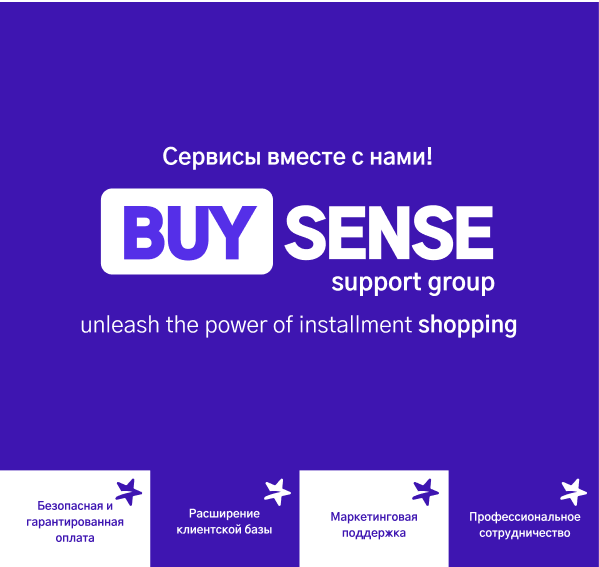 Сервисы вместе с нами!
BUY SENSE
support group
unleash the power of installment shopping
Безопасная и
гарантированная
оплата
Расширение
клиентской базы
Маркетинговая
поддержка
Профессиональное
сотрудничество